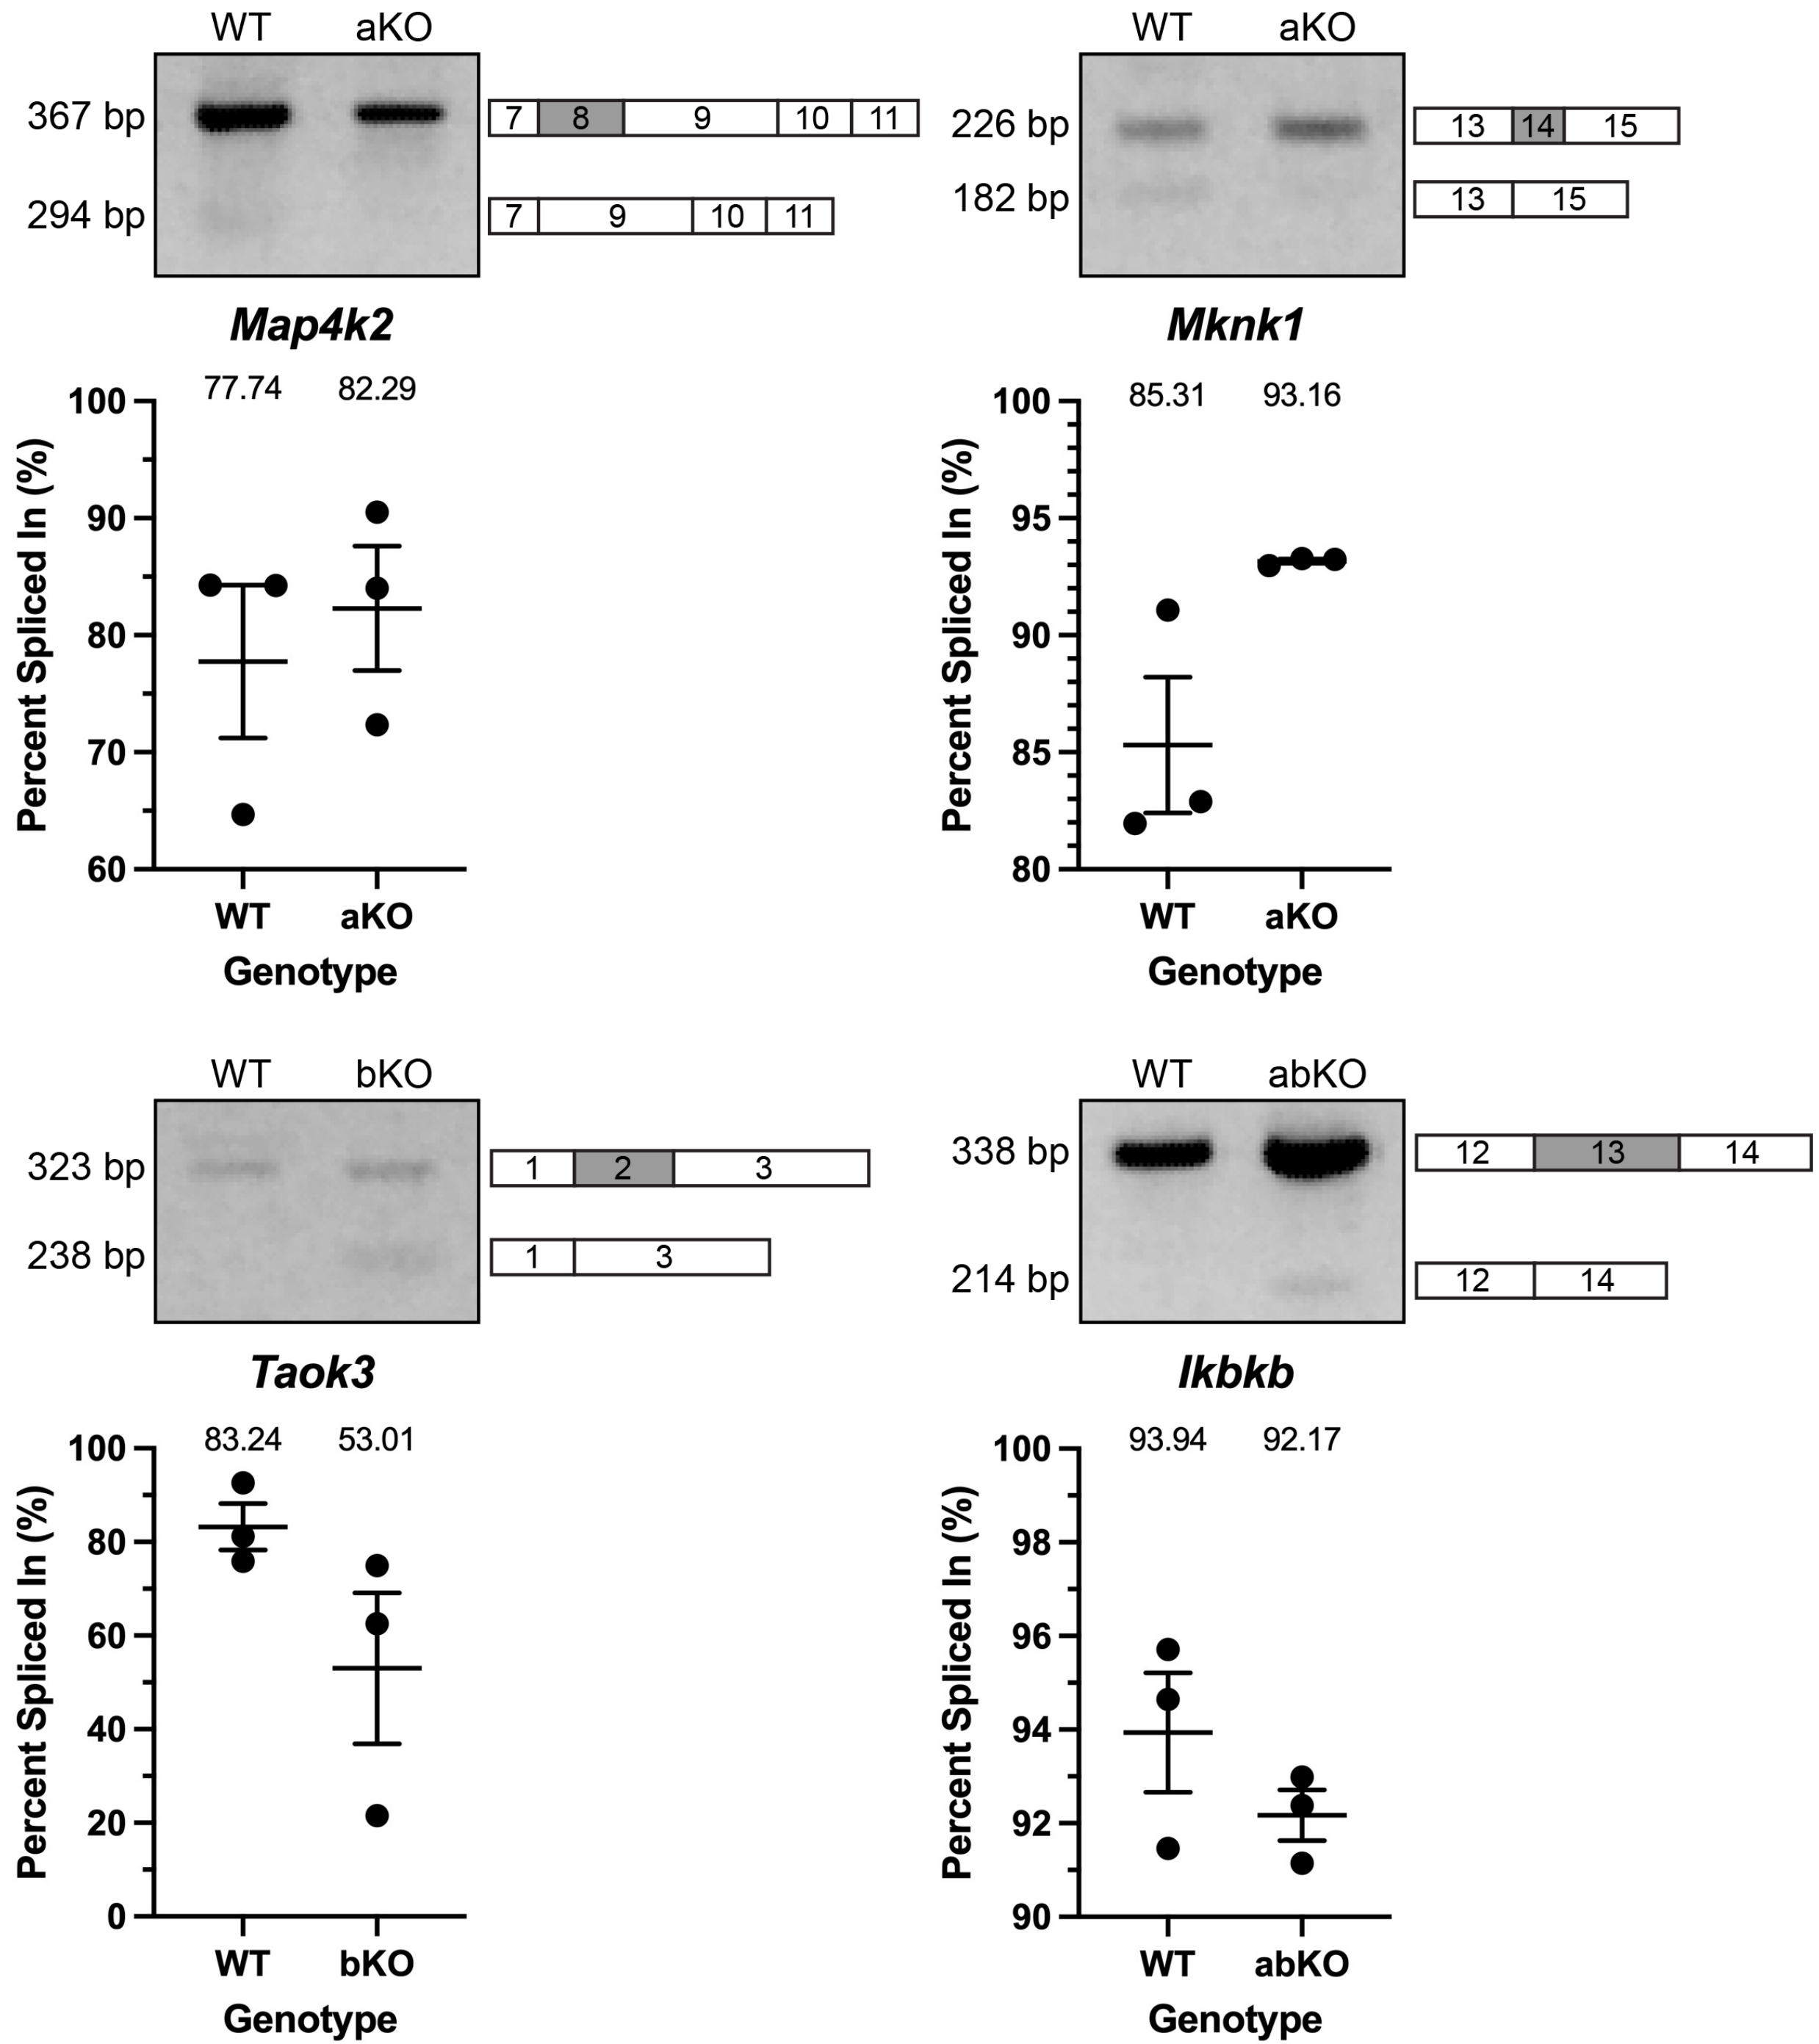 WT aKO
367 bp 7 8 9 10 11
294 bp 7 9 10 11
Map4k2
77.74 82.29
Percent Spliced In (%)
100
90
80
70
60
WT aKO
Genotype
WT aKO
226 bp 13 14 15
182 bp 13 15
Mknk1
85.31 93.16
Percent Spliced In (%)
100
95
90
85
80
WT aKO
Genotype
WT bKO
323 bp 1 2 3
238 bp 1 3
Taok3
83.24 53.01
Percent Spliced In (%)
100
80
60
40
20
0
WT bKO
Genotype
WT abKO
338 bp 12 13 14
214 bp 12 14
Ikbkb
93.94 92.17
Percent Spliced In (%)
100
98
96
94
92
90
WT abKO
Genotype